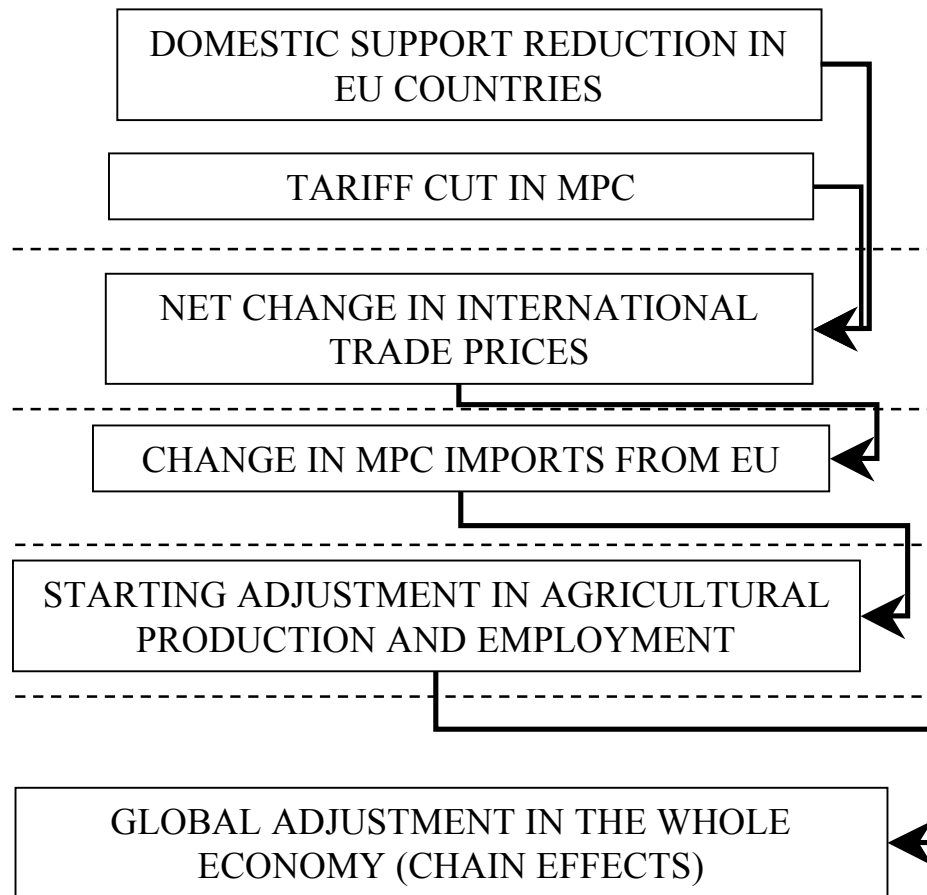 DOMESTIC SUPPORT REDUCTION IN
EU COUNTRIES
TARIFF CUT IN MPC
NET CHANGE IN INTERNATIONAL
TRADE PRICES
CHANGE IN MPC IMPORTS FROM EU
STARTING ADJUSTMENT IN AGRICULTURAL
PRODUCTION AND EMPLOYMENT
GLOBAL ADJUSTMENT IN THE WHOLE
ECONOMY (CHAIN EFFECTS)